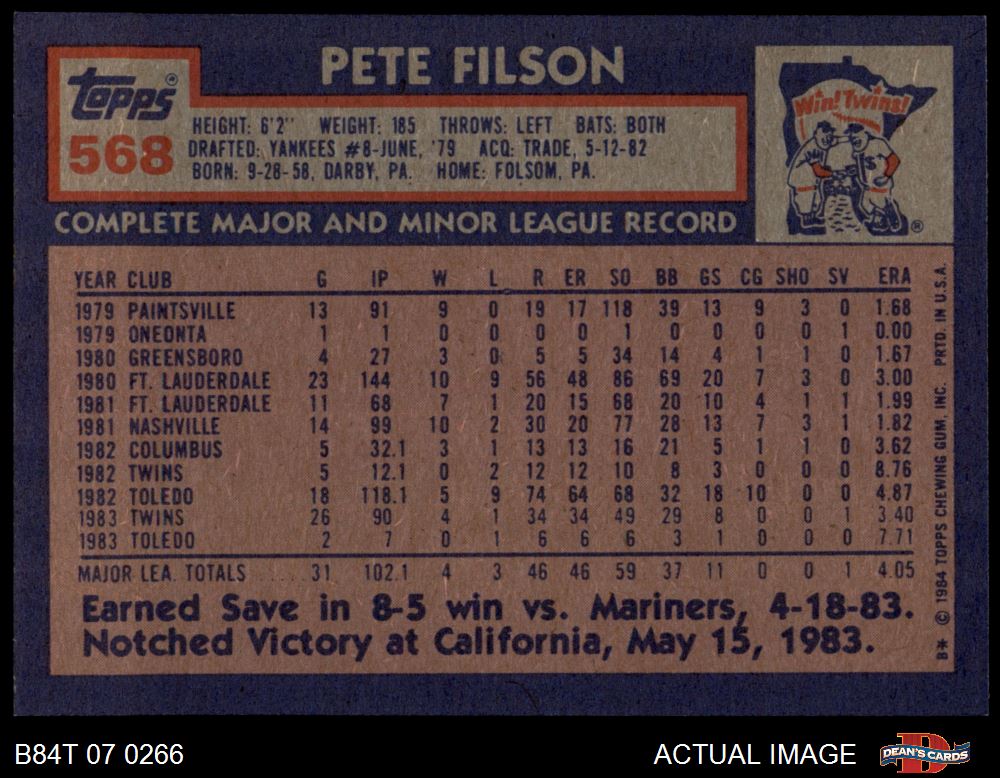 PETE FILSON
Topps®
568
HEIGHT: 6'2" WEIGHT: 185 THROWS: LEFT BATS: BOTH
DRAFTED: YANKEES #8-JUNE, '79 ACQ: TRADE, 5-12-82
BORN: 9-28-58, DARBY, PA. HOME: FOLSOM, PA.
Win! Twins!
®
COMPLETE MAJOR AND MINOR LEAGUE RECORD
YEAR CLUB G IP W L R ER SO BB GS CG SHO SV ERA
1979 PAINTSVILLE 13 91 9 0 19 17 118 39 13 9 3 0 1.68
1979 ONEONTA 1 1 0 0 0 0 1 0 0 0 0 1 0.00
1980 GREENSBORO 4 27 3 0 5 5 34 14 4 1 1 0 1.67
1980 FT. LAUDERDALE 23 144 10 9 56 48 86 69 20 7 3 0 3.00
1981 FT. LAUDERDALE 11 68 7 1 20 15 68 20 10 4 1 1 1.99
1981 NASHVILLE 14 99 10 2 30 20 77 28 13 7 3 1 1.82
1982 COLUMBUS 5 32.1 3 1 13 13 16 21 5 1 1 0 3.62
1982 TWINS 5 12.1 0 2 12 12 10 8 3 0 0 0 8.76
1982 TOLEDO 18 118.1 5 9 74 64 68 32 18 10 0 0 4.87
1983 TWINS 26 90 4 1 34 34 49 29 8 0 0 1 3.40
1983 TOLEDO 2 7 0 1 6 6 6 3 1 0 0 0 7.71
MAJOR LEA. TOTALS 31 102.1 4 3 46 46 59 37 11 0 0 1 4.05
Earned Save in 8-5 win vs. Mariners, 4-18-83.
Notched Victory at California, May 15, 1983.
B* © 1984 TOPPS CHEWING GUM, INC. PRTD. IN U.S.A.
B84T 07 0266
ACTUAL IMAGE
D
DEAN'S CARDS